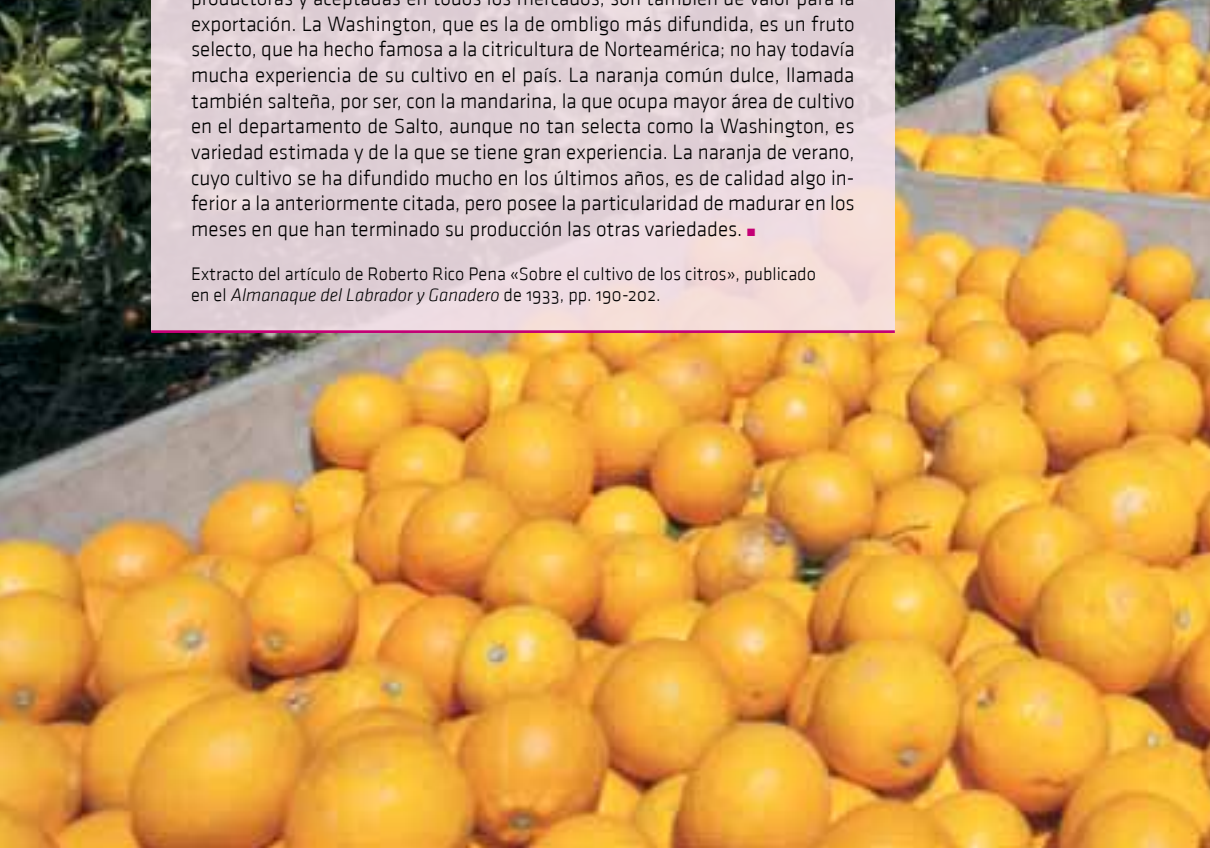 productoras y aceptadas en todos los mercados, son también de valor para la
exportación. La Washington, que es la de ombligo más difundida, es un fruto
selecto, que ha hecho famosa a la citricultura de Norteamérica; no hay todavía
mucha experiencia de su cultivo en el país. La naranja común dulce, llamada
también salteña, por ser, con la mandarina, la que ocupa mayor área de cultivo
en el departamento de Salto, aunque no tan selecta como la Washington, es
variedad estimada y de la que se tiene gran experiencia. La naranja de verano,
cuyo cultivo se ha difundido mucho en los últimos años, es de calidad algo in-
ferior a la anteriormente citada, pero posee la particularidad de madurar en los
meses en que han terminado su producción las otras variedades. ■
Extracto del artículo de Roberto Rico Pena «Sobre el cultivo de los citros», publicado
en el Almanaque del Labrador y Ganadero de 1933, pp. 190-202.